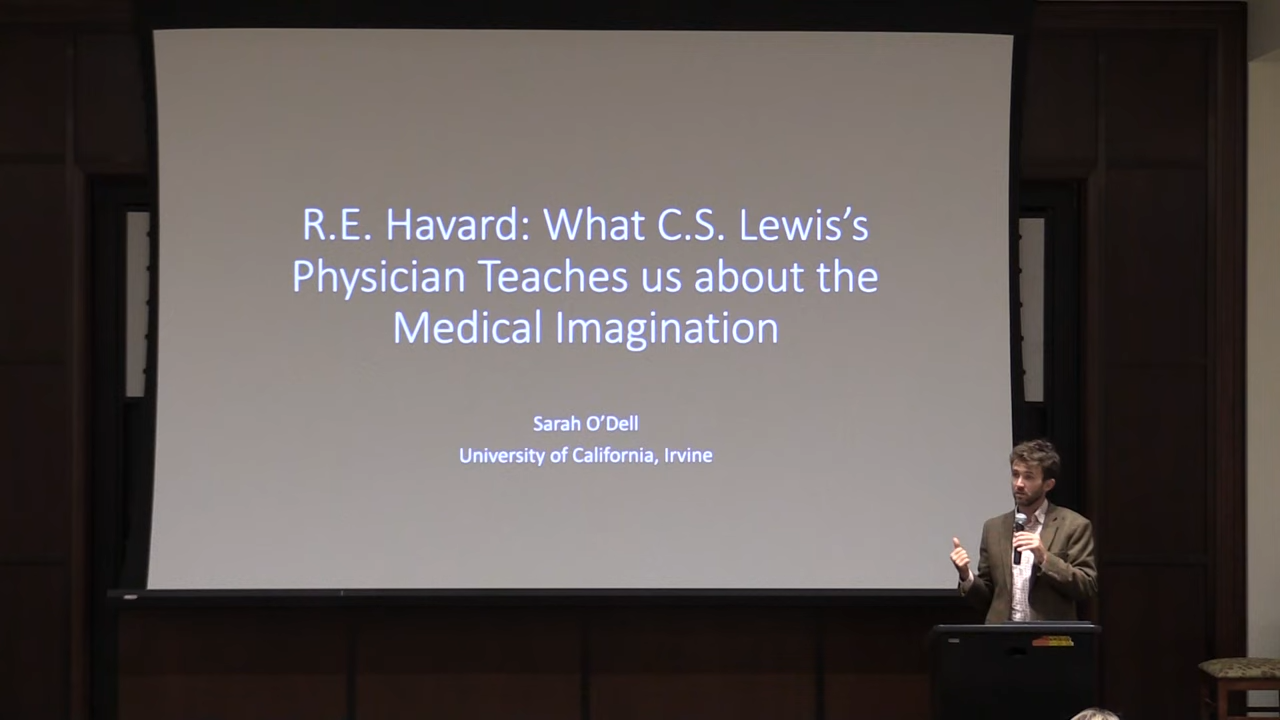 R.E. Havard: What C.S. Lewis's
Physician Teaches us about the
Medical Imagination
Sarah O'Dell
University of California, Irvine